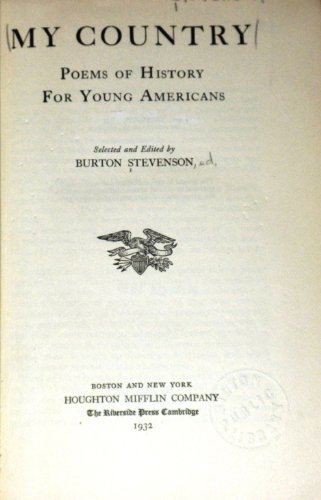 (MY COUNTRY(
POEMS OF HISTORY
FOR YOUNG AMERICANS
Selected and Edited by
BURTON STEVENSON, ed.
BOSTON AND NEW YORK
HOUGHTON MIFFLIN COMPANY
The Riverside Press Cambridge
1932
PUBLIC